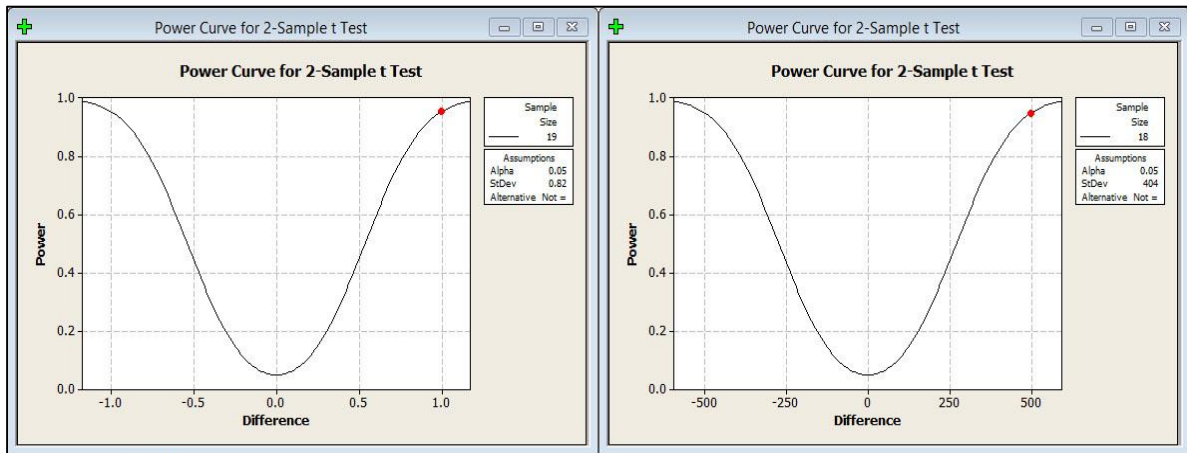 Power Curve for 2-Sample t Test
Power Curve for 2-Sample t Test
1.0
0.8
0.6
0.4
0.2
0.0
Power
-1.0 -0.5 0.0 0.5 1.0
Difference
Sample
Size
19
Assumptions
Alpha 0.05
StDev 0.82
Alternative Not =
Power Curve for 2-Sample t Test
Power Curve for 2-Sample t Test
1.0
0.8
0.6
0.4
0.2
0.0
Power
-500 -250 0 250 500
Difference
Sample
Size
18
Assumptions
Alpha 0.05
StDev 404
Alternative Not =